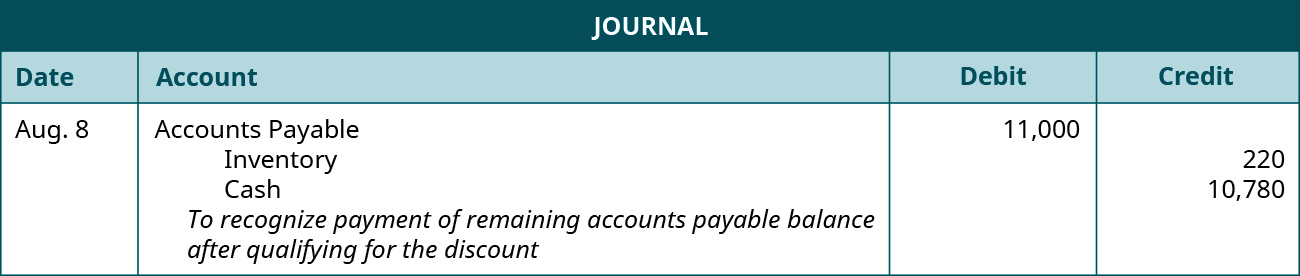 JOURNAL
Date Account Debit Credit
Aug. 8 Accounts Payable 11,000
Inventory 220
Cash 10,780
To recognize payment of remaining accounts payable balance
after qualifying for the discount